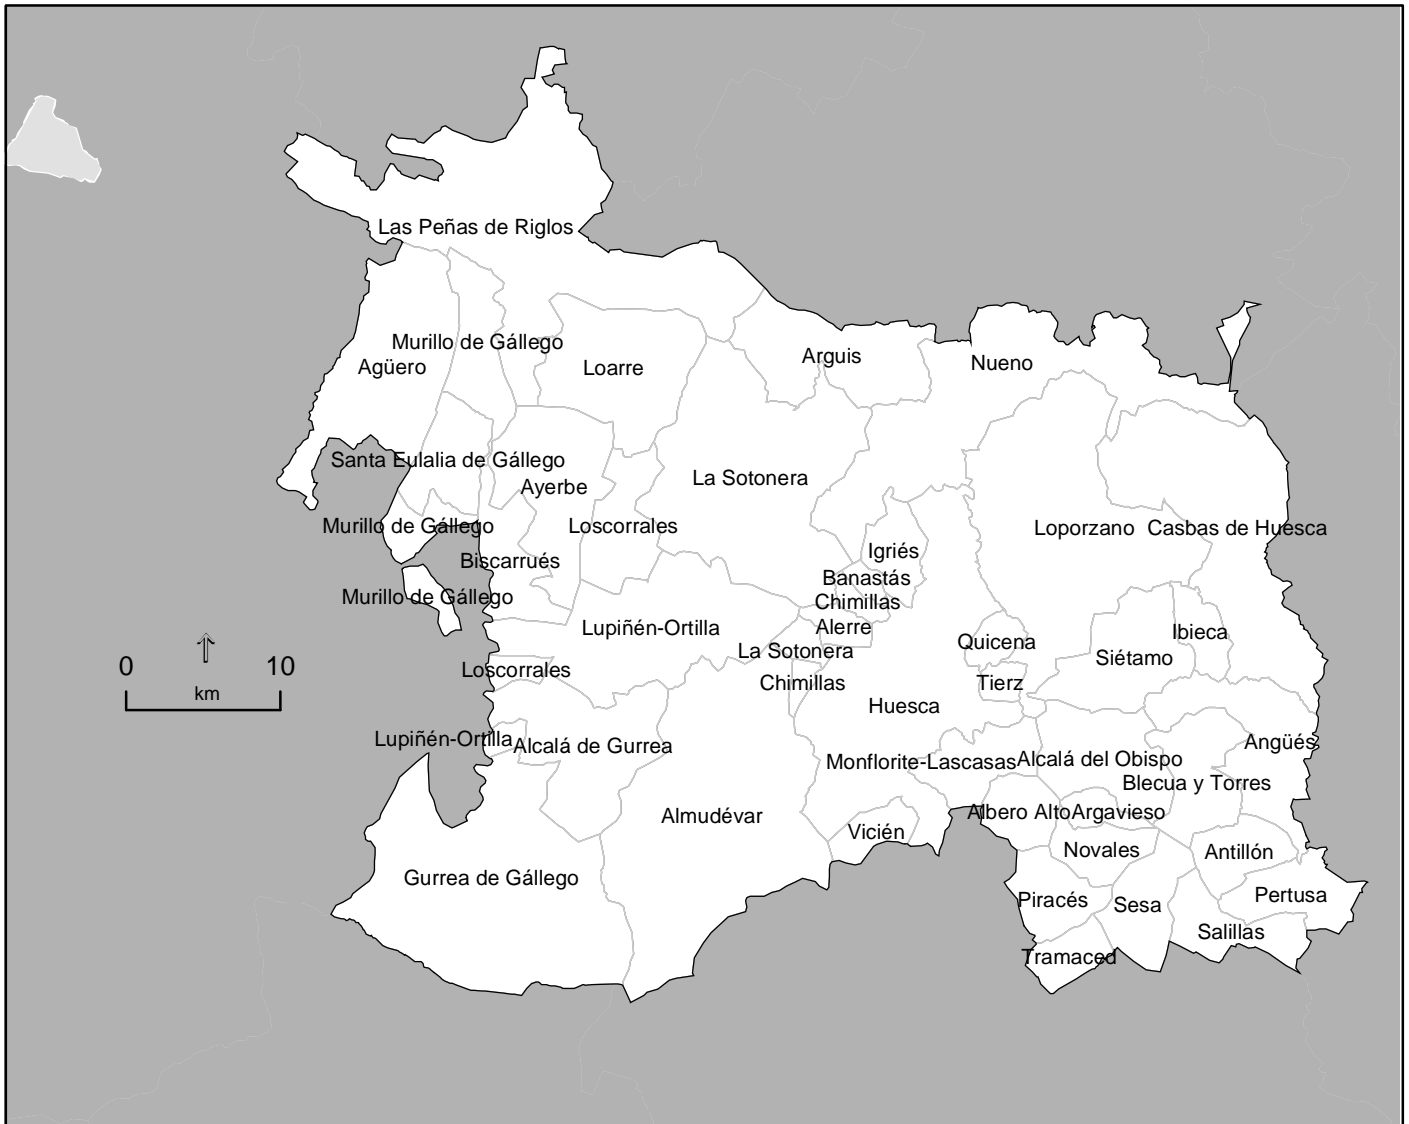 Las Peñas de Riglos
Murillo de Gállego
Agüero
Loarre
Arguis
Nueno
Santa Eulalia de Gállego
Ayerbe
La Sotonera
Murillo de Gállego
Loscorrales
Loporzano
Casbas de Huesca
Igriés
Biscarrués
Banastás
Murillo de Gállego
Chimillas
Lupiñén-Ortilla
Alerre
Ibieca
Quicena
La Sotonera
Siétamo
0
10
km
Loscorrales
Chimillas
Tierz
Huesca
Lupiñén-Ortilla
Alcalá de Gurrea
Angüés
Monflorite-Lascasas
Alcalá del Obispo
Blecua y Torres
Almudévar
Albero Alto
Argavieso
Vicién
Novales
Antillón
Gurrea de Gállego
Piracés
Sesa
Pertusa
Salillas
Tramaced